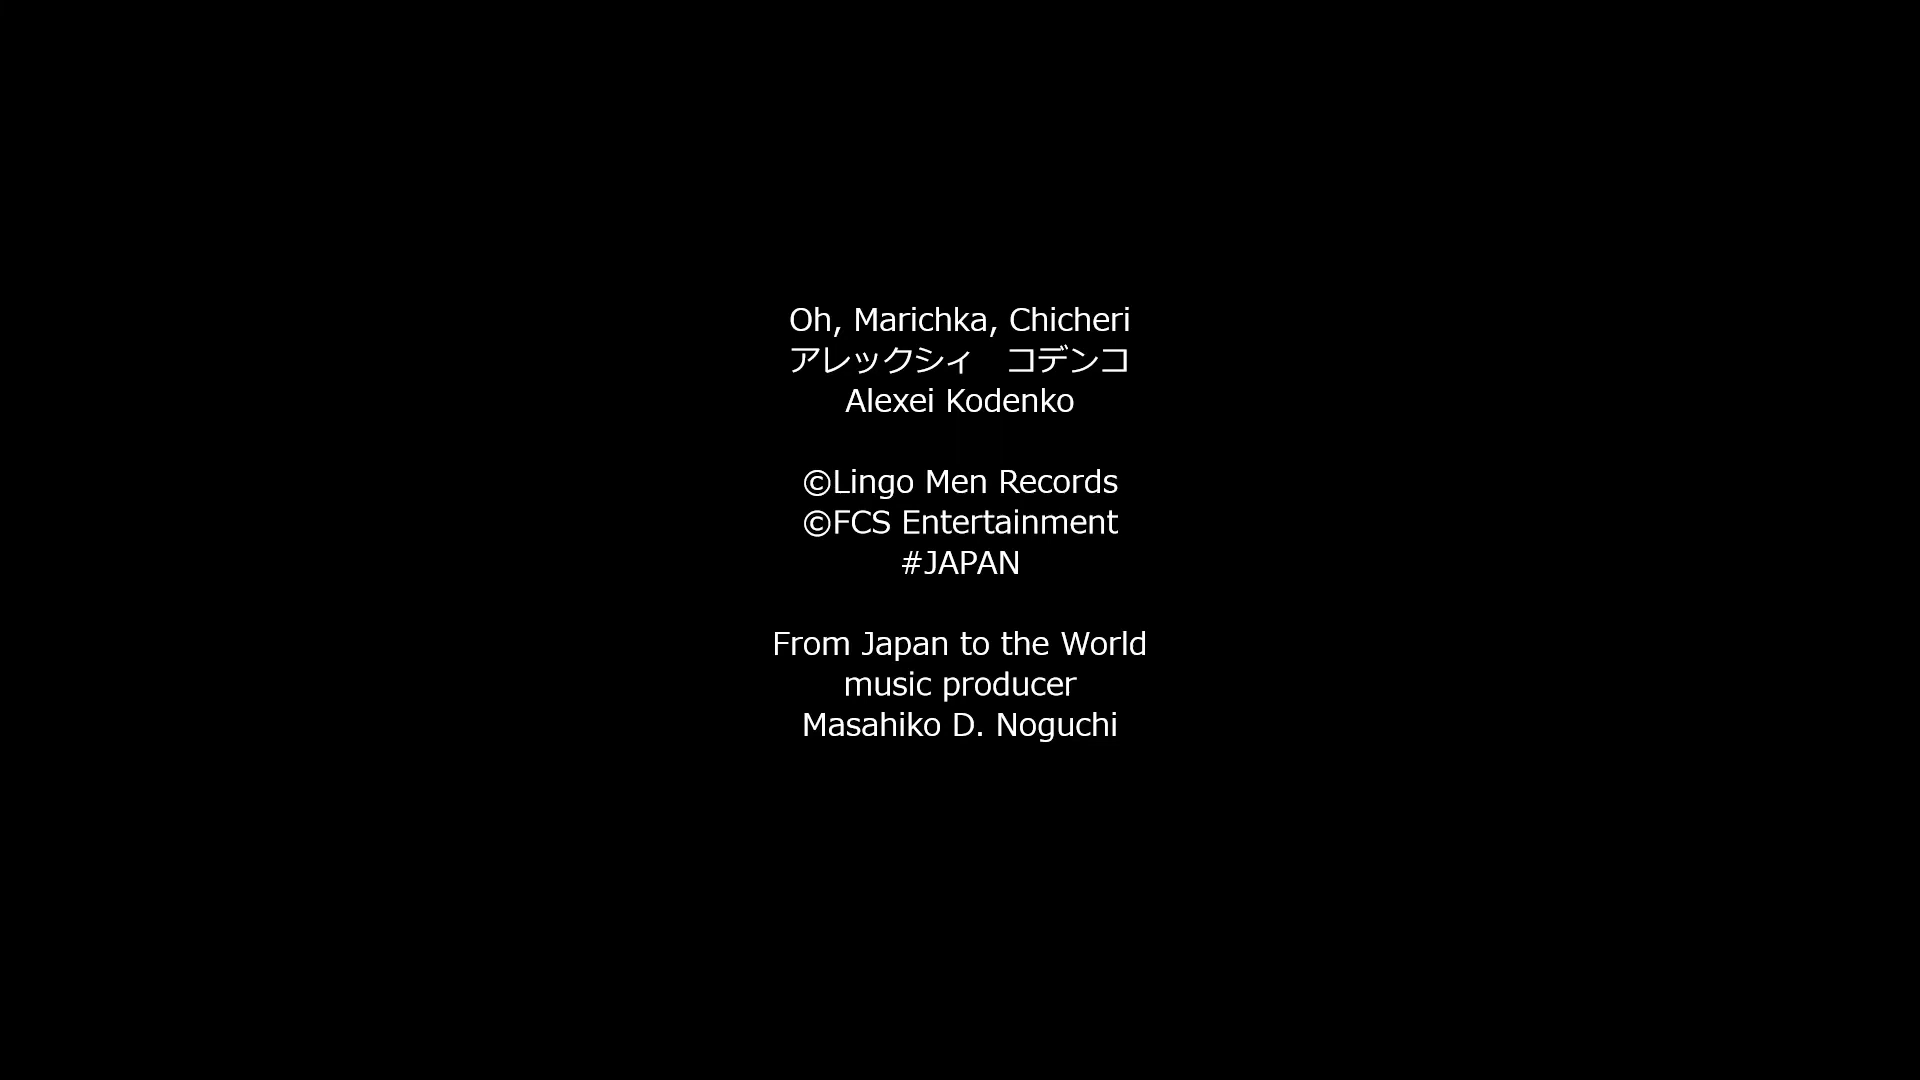 Oh, Marichka, Chicheri
アレックシィ　コデンコ
Alexei Kodenko
©Lingo Men Records
©FCS Entertainment
#JAPAN
From Japan to the World
music producer
Masahiko D. Noguchi